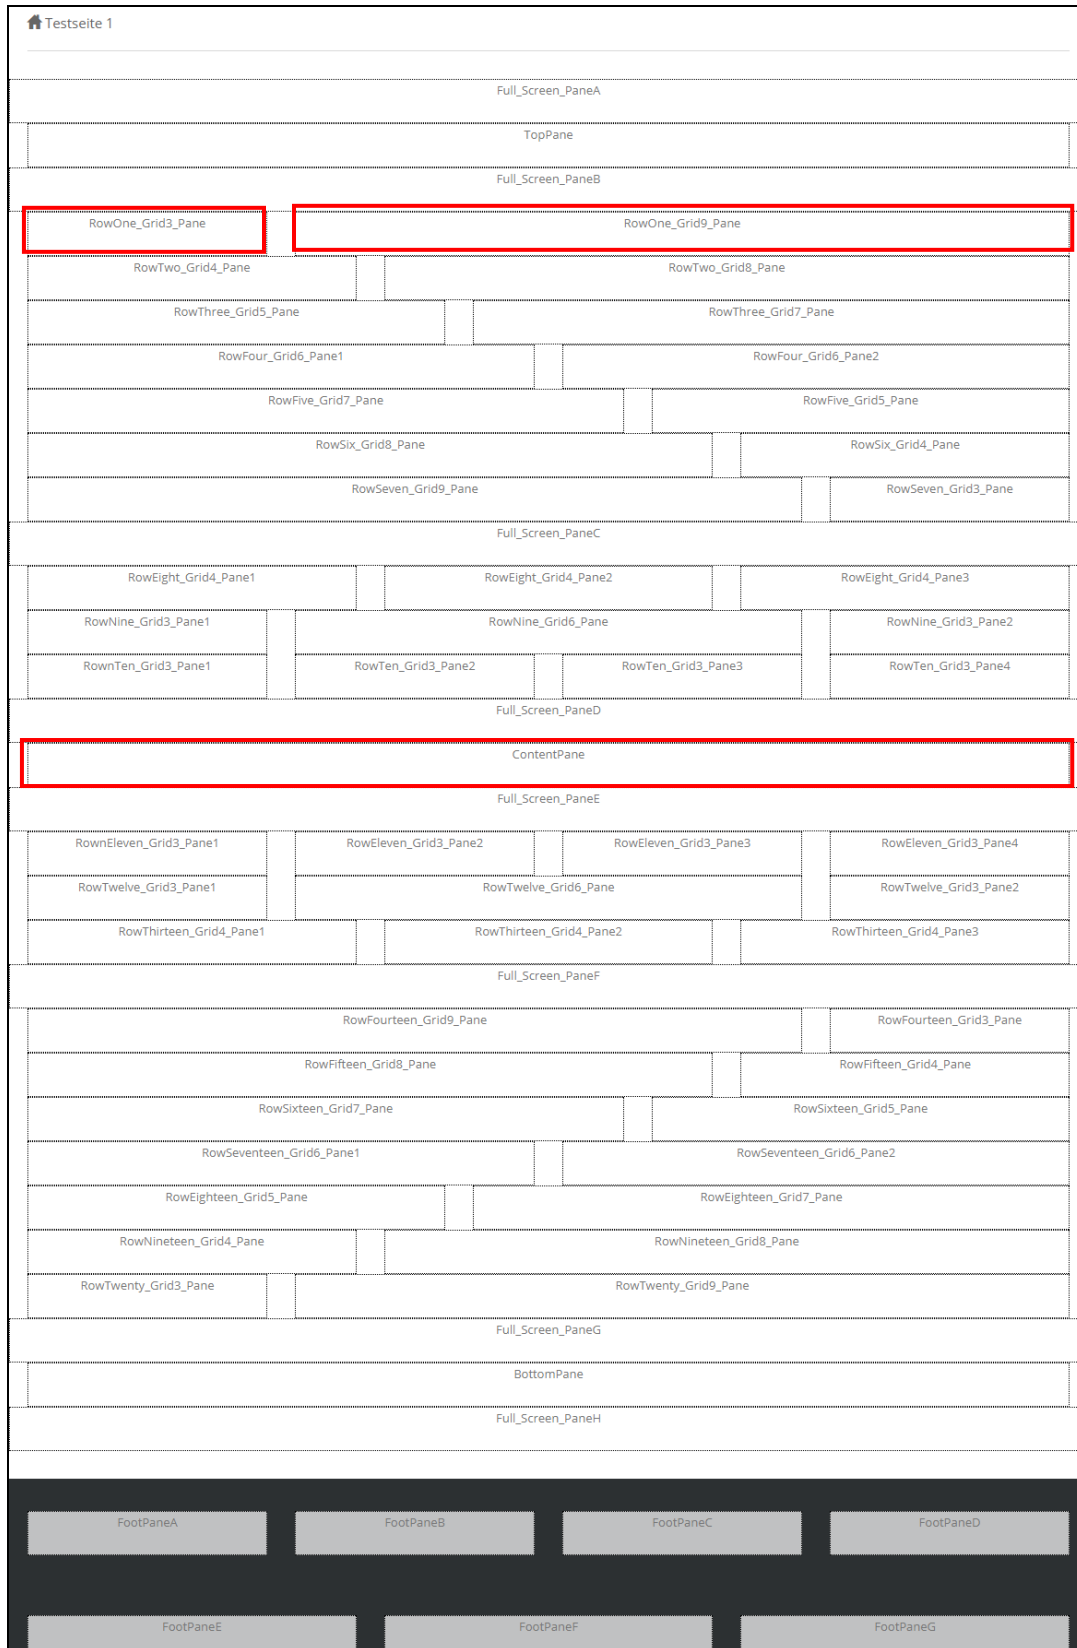 Testseite 1
Full_Screen_PaneA
TopPane
Full_Screen_PaneB
RowOne_Grid3_Pane RowOne_Grid9_Pane
RowTwo_Grid4_Pane RowTwo_Grid8_Pane
RowThree_Grid5_Pane RowThree_Grid7_Pane
RowFour_Grid6_Pane1 RowFour_Grid6_Pane2
RowFive_Grid7_Pane RowFive_Grid5_Pane
RowSix_Grid8_Pane RowSix_Grid4_Pane
RowSeven_Grid9_Pane RowSeven_Grid3_Pane
Full_Screen_PaneC
RowEight_Grid4_Pane1 RowEight_Grid4_Pane2 RowEight_Grid4_Pane3
RowNine_Grid3_Pane1 RowNine_Grid6_Pane RowNine_Grid3_Pane2
RownTen_Grid3_Pane1 RowTen_Grid3_Pane2 RowTen_Grid3_Pane3 RowTen_Grid3_Pane4
Full_Screen_PaneD
ContentPane
Full_Screen_PaneE
RownEleven_Grid3_Pane1 RowEleven_Grid3_Pane2 RowEleven_Grid3_Pane3 RowEleven_Grid3_Pane4
RowTwelve_Grid3_Pane1 RowTwelve_Grid6_Pane RowTwelve_Grid3_Pane2
RowThirteen_Grid4_Pane1 RowThirteen_Grid4_Pane2 RowThirteen_Grid4_Pane3
Full_Screen_PaneF
RowFourteen_Grid9_Pane RowFourteen_Grid3_Pane
RowFifteen_Grid8_Pane RowFifteen_Grid4_Pane
RowSixteen_Grid7_Pane RowSixteen_Grid5_Pane
RowSeventeen_Grid6_Pane1 RowSeventeen_Grid6_Pane2
RowEighteen_Grid5_Pane RowEighteen_Grid7_Pane
RowNineteen_Grid4_Pane RowNineteen_Grid8_Pane
RowTwenty_Grid3_Pane RowTwenty_Grid9_Pane
Full_Screen_PaneG
BottomPane
Full_Screen_PaneH
FootPaneA FootPaneB FootPaneC FootPaneD
FootPaneE FootPaneF FootPaneG